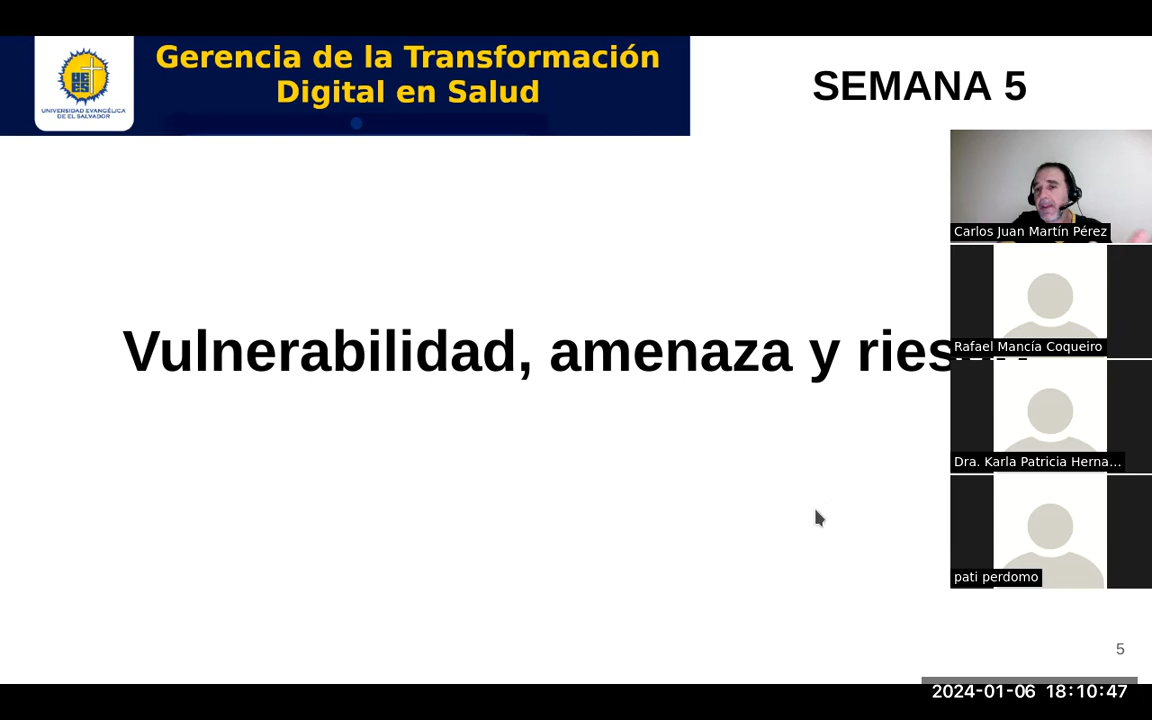 Gerencia de la Transformación
Digital en Salud
SEMANA 5
UNIVERSIDAD EVANGÉLICA
DE EL SALVADOR
Carlos Juan Martín Pérez
Vulnerabilidad, amenaza y
Rafael Mancía Coqueiro
Dra. Karla Patricia Herna...
pati perdomo
5
2024-01-06 18:10:47